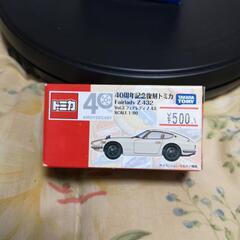 トミカ
40
ANNIVERSARY
40周年記念復刻トミカ
Fairlady Z 432
Vol.3 フェアレディ Z 432
SCALE 1:60
TAKARA
TOMY
¥500